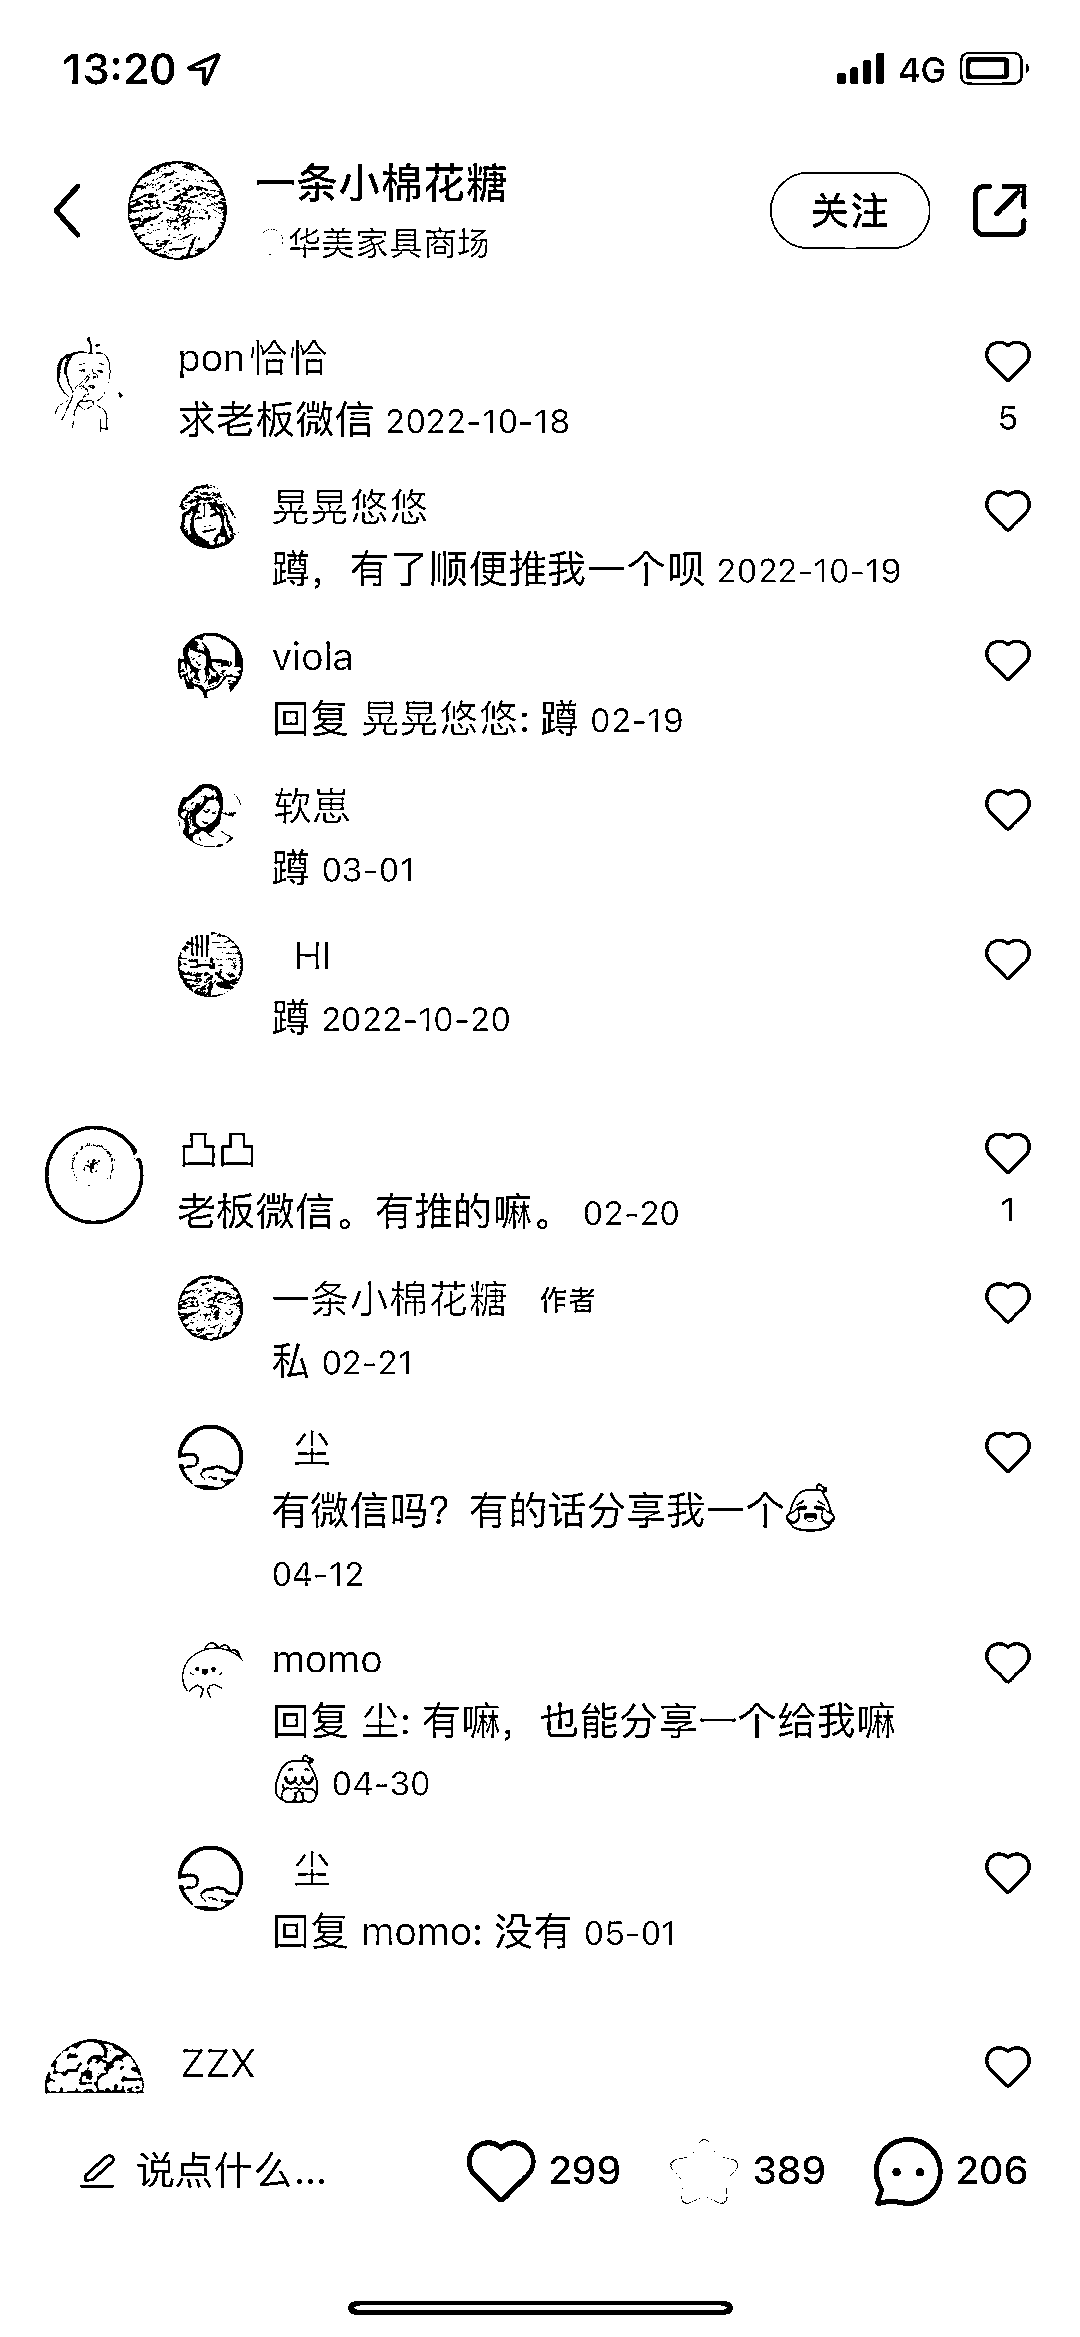 13:20 4G
一条小棉花糖
华美家具商场
关注
pon恰恰
求老板微信 2022-10-18
5
晃晃悠悠
蹲，有了顺便推我一个呗 2022-10-19
viola
回复 晃晃悠悠: 蹲 02-19
软崽
蹲 03-01
HI
蹲 2022-10-20
凸凸
老板微信。有推的嘛。 02-20
1
一条小棉花糖 作者
私 02-21
尘
有微信吗？有的话分享我一个
04-12
momo
回复 尘: 有嘛，也能分享一个给我嘛
04-30
尘
回复 momo: 没有 05-01
ZZX
说点什么... 299 389 206